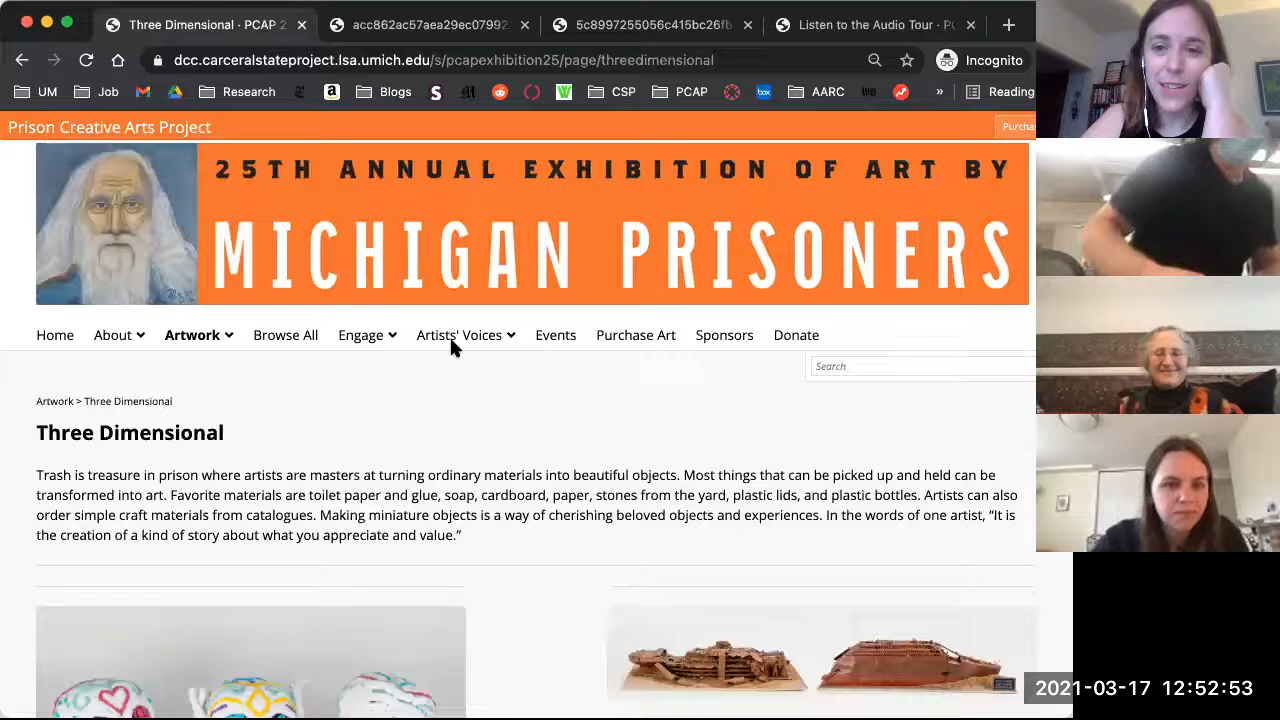 Three Dimensional · PCAP 2
acc862ac57aea29ec07992
5c8997255056c415bc26fb
Listen to the Audio Tour · PC
dcc.carceralstateproject.lsa.umich.edu/s/pcapexhibition25/page/threedimensional
Incognito
UM
Job
Research
Blogs
CSP
PCAP
box
AARC
»
Reading
Prison Creative Arts Project
Purcha
25TH ANNUAL EXHIBITION OF ART BY
MICHIGAN PRISONERS
Home
About
Artwork
Browse All
Engage
Artists' Voices
Events
Purchase Art
Sponsors
Donate
Search
Artwork > Three Dimensional
Three Dimensional
Trash is treasure in prison where artists are masters at turning ordinary materials into beautiful objects. Most things that can be picked up and held can be
transformed into art. Favorite materials are toilet paper and glue, soap, cardboard, paper, stones from the yard, plastic lids, and plastic bottles. Artists can also
order simple craft materials from catalogues. Making miniature objects is a way of cherishing beloved objects and experiences. In the words of one artist, “It is
the creation of a kind of story about what you appreciate and value.”
2021-03-17 12:52:53